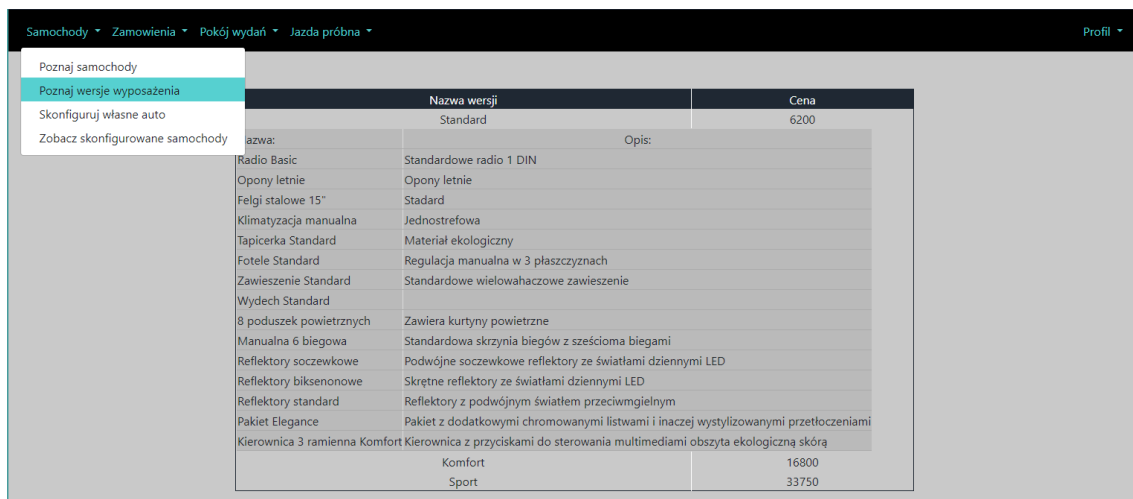 Samochody Zamowienia Pokój wydań Jazda próbna Profil
Poznaj samochody
Poznaj wersje wyposażenia
Skonfiguruj własne auto
Zobacz skonfigurowane samochody
Nazwa wersji Cena
Standard 6200
azwa: Opis:
Radio Basic Standardowe radio 1 DIN
Opony letnie Opony letnie
Felgi stalowe 15" Stadard
Klimatyzacja manualna Jednostrefowa
Tapicerka Standard Materiał ekologiczny
Fotele Standard Regulacja manualna w 3 płaszczyznach
Zawieszenie Standard Standardowe wielowahaczowe zawieszenie
Wydech Standard
8 poduszek powietrznych Zawiera kurtyny powietrzne
Manualna 6 biegowa Standardowa skrzynia biegów z sześcioma biegami
Reflektory soczewkowe Podwójne soczewkowe reflektory ze światłami dziennymi LED
Reflektory biksenonowe Skrętne reflektory ze światłami dziennymi LED
Reflektory standard Reflektory z podwójnym światłem przeciwmgielnym
Pakiet Elegance Pakiet z dodatkowymi chromowanymi listwami i inaczej wystylizowanymi przetłoczeniami
Kierownica 3 ramienna Komfort Kierownica z przyciskami do sterowania multimediami obszyta ekologiczną skórą
Komfort 16800
Sport 33750